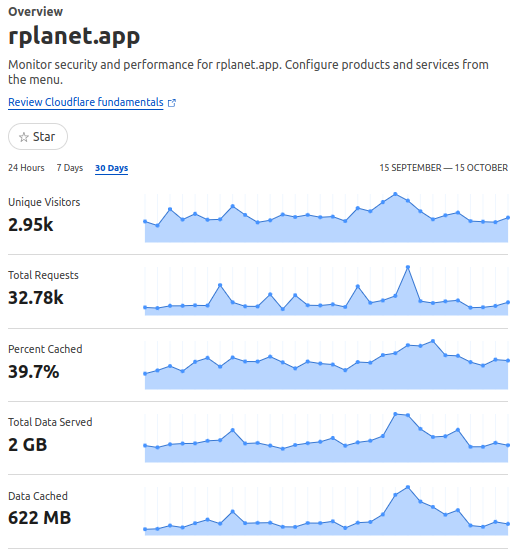 Overview
rplanet.app
Monitor security and performance for rplanet.app. Configure products and services from
the menu.
Review Cloudflare fundamentals
Star
24 Hours 7 Days 30 Days 15 SEPTEMBER — 15 OCTOBER
Unique Visitors
2.95k
Total Requests
32.78k
Percent Cached
39.7%
Total Data Served
2 GB
Data Cached
622 MB